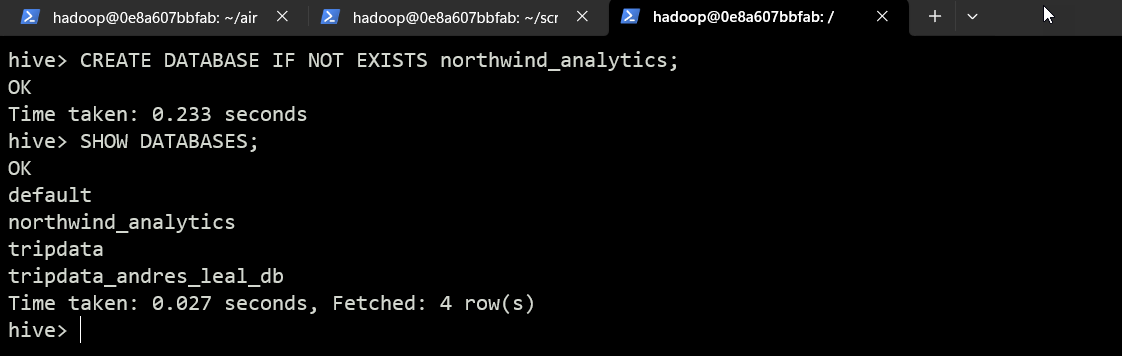 hadoop@0e8a607bbfab: ~/air
hadoop@0e8a607bbfab: ~/scr
hadoop@0e8a607bbfab: /
hive> CREATE DATABASE IF NOT EXISTS northwind_analytics;
OK
Time taken: 0.233 seconds
hive> SHOW DATABASES;
OK
default
northwind_analytics
tripdata
tripdata_andres_leal_db
Time taken: 0.027 seconds, Fetched: 4 row(s)
hive>